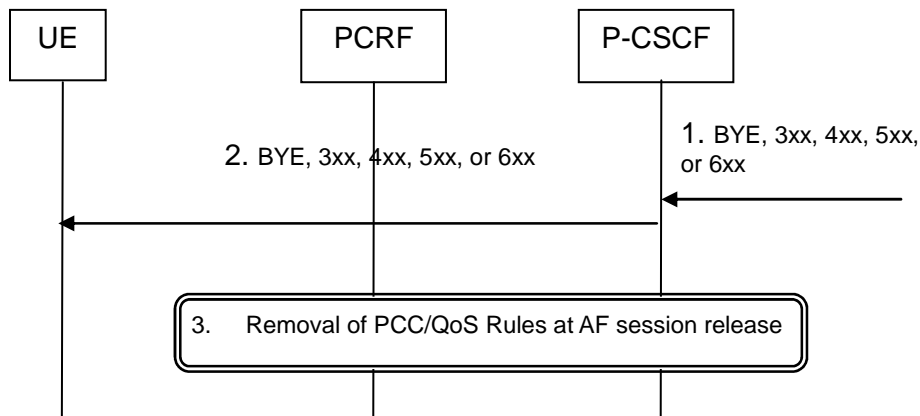 UE
PCRF
P-CSCF
1. BYE, 3xx, 4xx, 5xx,
or 6xx
2. BYE, 3xx, 4xx, 5xx, or 6xx
3. Removal of PCC/QoS Rules at AF session release